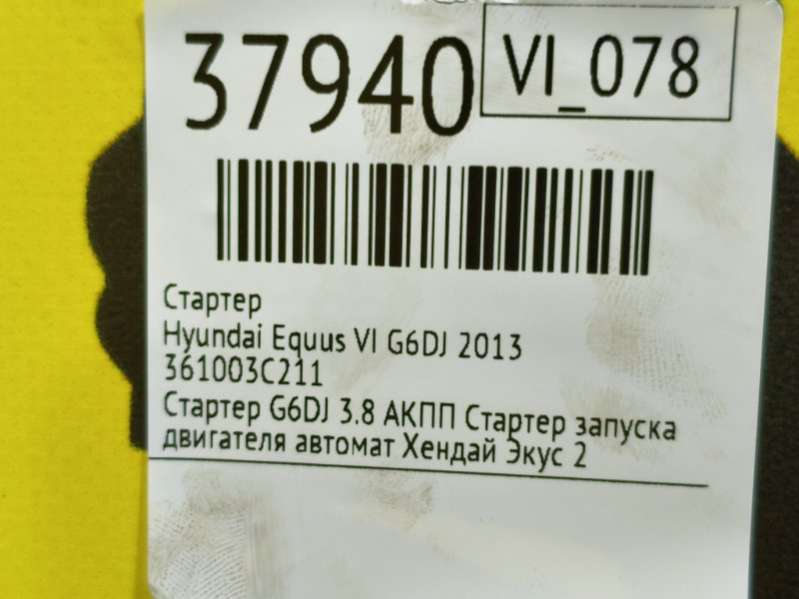 37940
VI_078
Стартер
Hyundai Equus VI G6DJ 2013
361003C211
Стартер G6DJ 3.8 АКПП Стартер запуска
двигателя автомат Хендай Экус 2